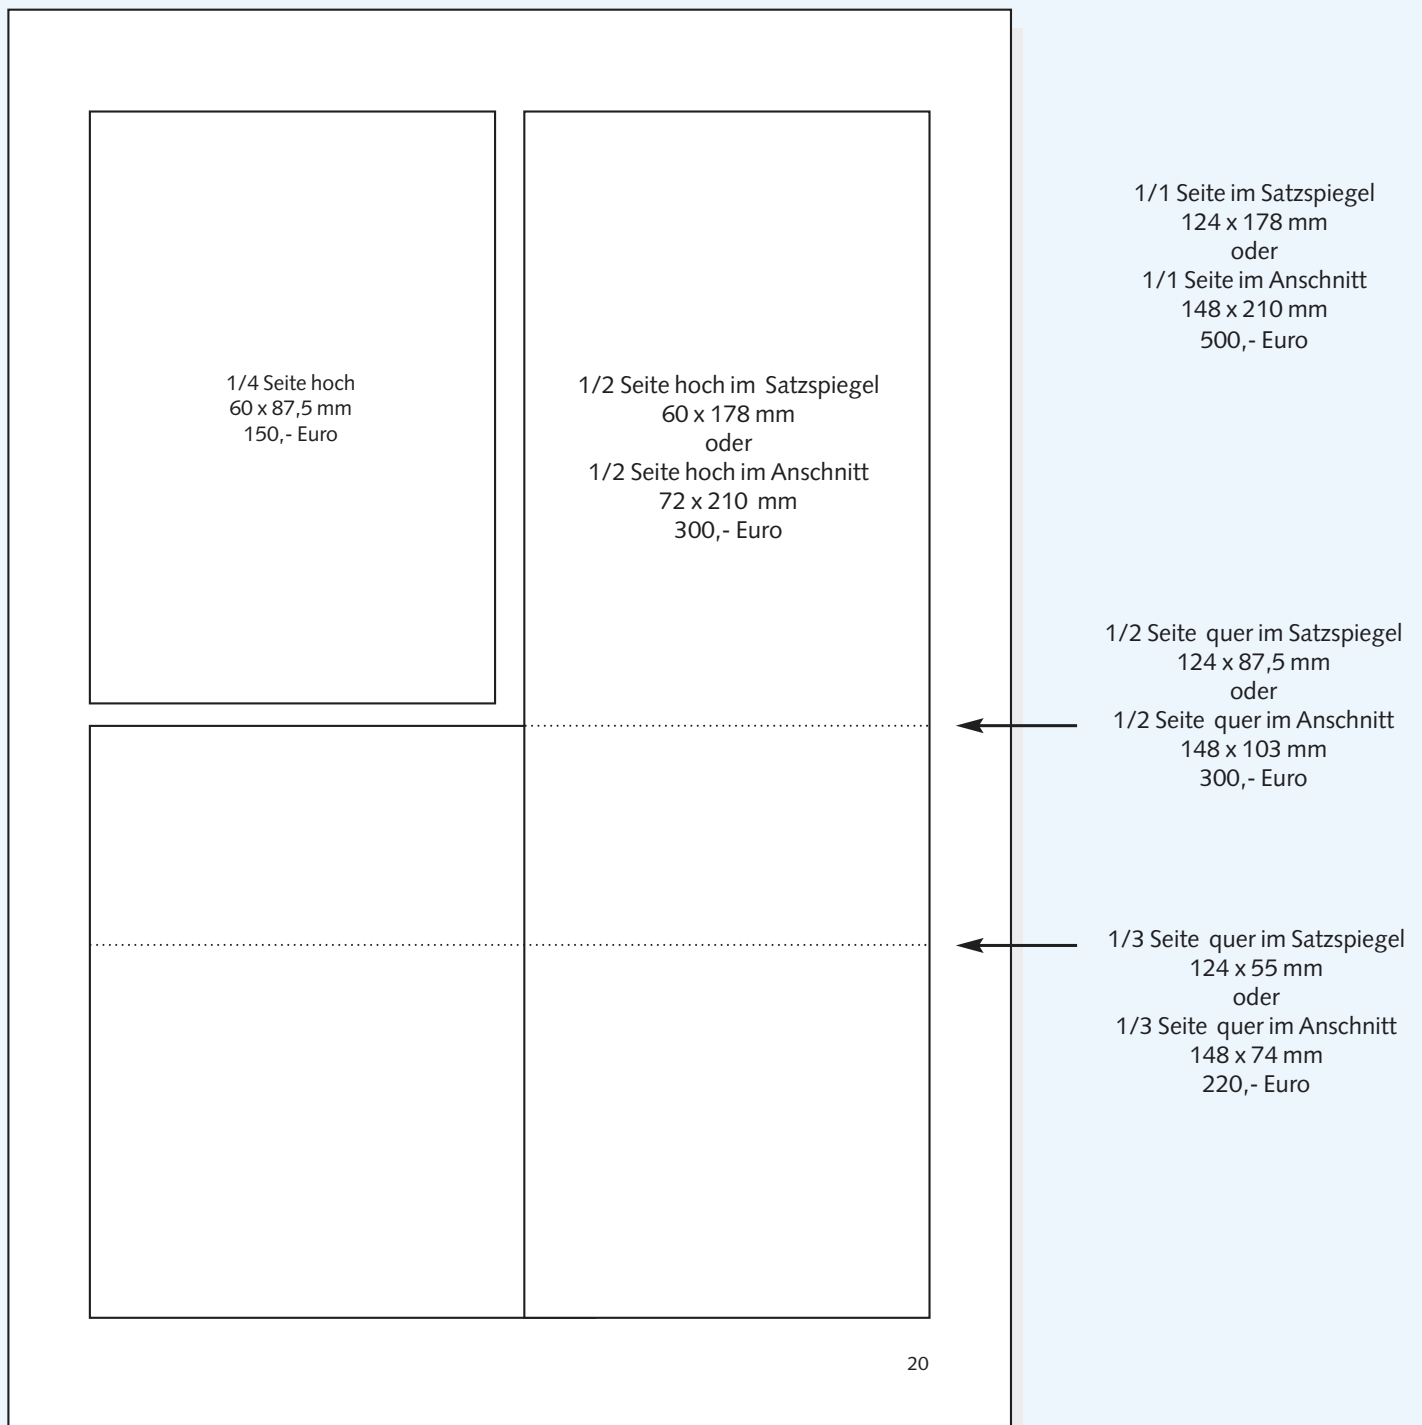 1/4 Seite hoch
60 x 87,5 mm
150,- Euro
1/2 Seite hoch im Satzspiegel
60 x 178 mm
oder
1/2 Seite hoch im Anschnitt
72 x 210 mm
300,- Euro
1/1 Seite im Satzspiegel
124 x 178 mm
oder
1/1 Seite im Anschnitt
148 x 210 mm
500,- Euro
1/2 Seite quer im Satzspiegel
124 x 87,5 mm
oder
1/2 Seite quer im Anschnitt
148 x 103 mm
300,- Euro
1/3 Seite quer im Satzspiegel
124 x 55 mm
oder
1/3 Seite quer im Anschnitt
148 x 74 mm
220,- Euro
20